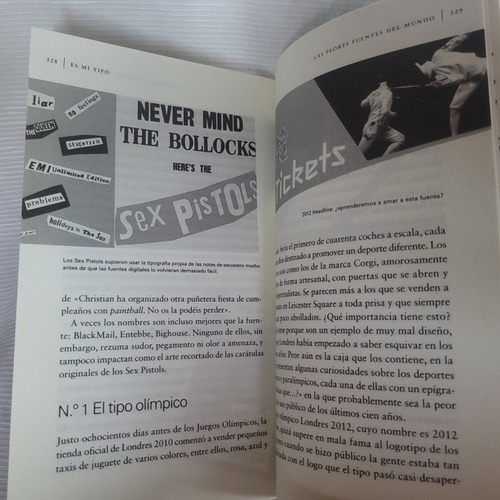 328 | ES MI TIPO
liar
no feelings
QUEEN
SEVENTEEN
EMI Unlimited Edition
problems
holidays in The Sun
NEVER MIND
THE BOLLOCKS
HERE'S THE
SEX PISTOLS
Los Sex Pistols supieron usar la tipografía propia de las notas de secuestro mucho
antes de que las fuentes digitales lo volvieran demasiado fácil.
de «Christian ha organizado otra puñetera fiesta de cum-
pleaños con paintball. No os la podéis perder».
A veces los nombres son incluso mejores que la fuen-
te: BlackMail, Entebbe, Bighouse. Ninguno de ellos, sin
embargo, rezuma sudor, pegamento ni olor a amenaza, y
tampoco impactan como el arte recortado de las carátulas
originales de los Sex Pistols.
N.º 1 El tipo olímpico
Justo ochocientos días antes de los Juegos Olímpicos, la
tienda oficial de Londres 2010 comenzó a vender pequeños
taxis de juguete de varios colores, entre ellos, rosa, azul y
LAS PEORES FUENTES DEL MUNDO | 329
Tickets
2012 Headline: ¿aprenderemos a amar a esta fuente?
Sería el primero de cuarenta coches a escala, cada
destinado a promover un deporte diferente. Los
son como los de la marca Corgi, amorosamente
de forma artesanal, con puertas que se abren y
Se parecen más a los que se venden a
en Leicester Square a toda prisa y que siempre
poco abollados. ¿Qué importancia tiene esto?
porque son un ejemplo de muy mal diseño,
Londres había empezado a saber esquivar en los
Peor aún es la caja que los contiene, en la
algunas curiosidades sobre los deportes
y paralímpicos, cada una de ellas con un epígra-
que...?» en la que probablemente sea la peor
su público de los últimos cien años.
olímpico Londres 2012, cuyo nombre es 2012
quizá supere en mala fama al logotipo de los
cuando se hizo público la gente estaba tan
con el logo que el tipo pasó casi desaper-